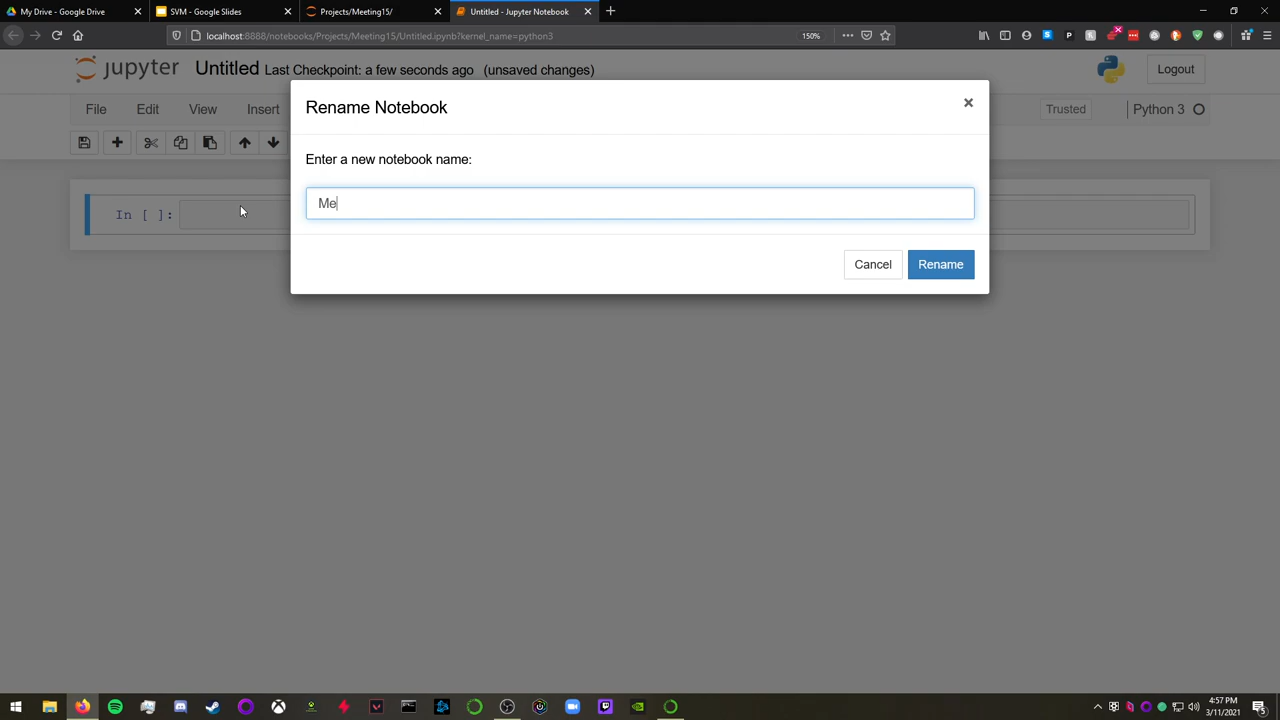 My Drive - Google Drive
SVM - Google Slides
Projects/Meeting15/
Untitled - Jupyter Notebook
localhost:8888/notebooks/Projects/Meeting15/Untitled.ipynb?kernel_name=python3
150%
jupyter Untitled Last Checkpoint: a few seconds ago (unsaved changes)
Logout
File Edit View Insert
Trusted
Python 3
Rename Notebook
×
Enter a new notebook name:
Me
In [ ]:
Cancel
Rename
4:57 PM
3/11/2021